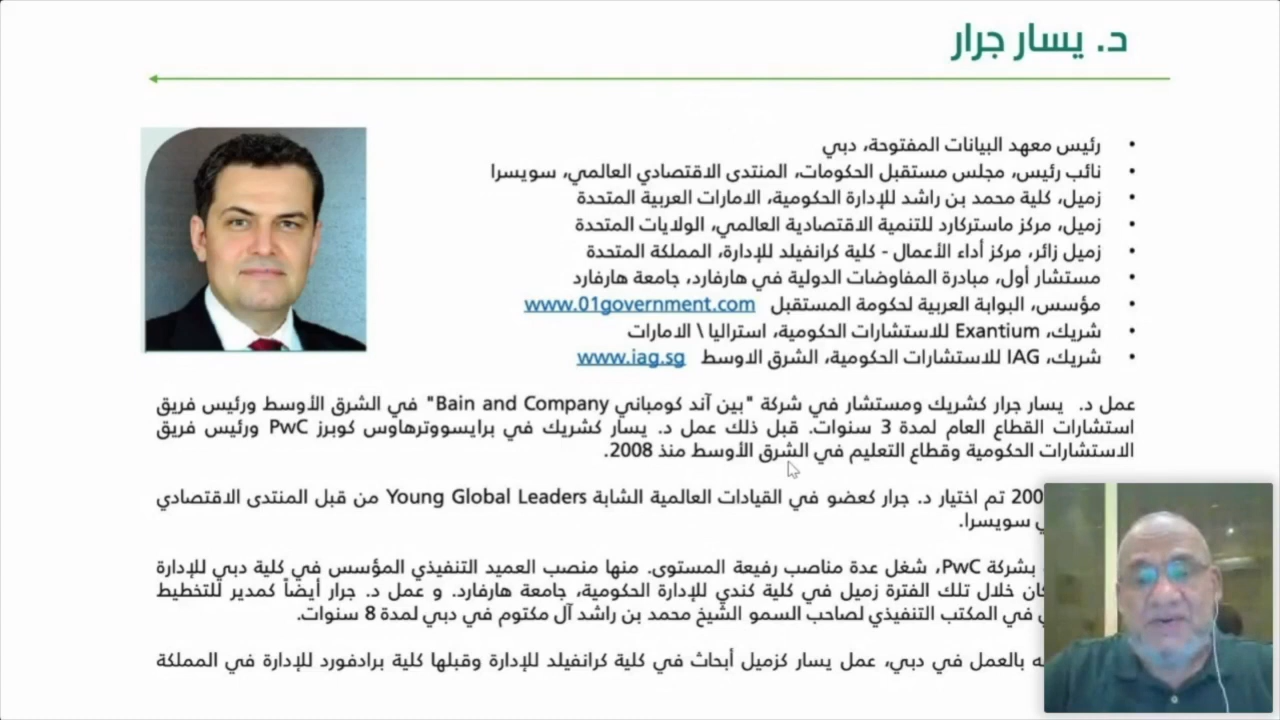 د. يسار جرار
• رئيس معهد البيانات المفتوحة، دبي
• نائب رئيس، مجلس مستقبل الحكومات، المنتدى الاقتصادي العالمي، سويسرا
• زميل، كلية محمد بن راشد للإدارة الحكومية، الامارات العربية المتحدة
• زميل، مركز ماستركارد للتنمية الاقتصادية العالمي، الولايات المتحدة
• زميل زائر، مركز أداء الأعمال - كلية كرانفيلد للإدارة، المملكة المتحدة
• مستشار أول، مبادرة المفاوضات الدولية في هارفارد، جامعة هارفارد
• مؤسس، البوابة العربية لحكومة المستقبل www.01government.com
• شريك، Exantium للاستشارات الحكومية، استراليا \ الامارات
• شريك، IAG للاستشارات الحكومية، الشرق الاوسط www.iag.sg
عمل د. يسار جرار كشريك ومستشار في شركة "بين آند كومباني Bain and Company" في الشرق الأوسط ورئيس فريق
استشارات القطاع العام لمدة 3 سنوات. قبل ذلك عمل د. يسار كشريك في برايسووترهاوس كوبرز PwC ورئيس فريق
الاستشارات الحكومية وقطاع التعليم في الشرق الأوسط منذ 2008.
تم اختيار د. جرار كعضو في القيادات العالمية الشابة Young Global Leaders من قبل المنتدى الاقتصادي
سويسرا.
بشركة PwC، شغل عدة مناصب رفيعة المستوى. منها منصب العميد التنفيذي المؤسس في كلية دبي للإدارة
خلال تلك الفترة زميل في كلية كندي للإدارة الحكومية، جامعة هارفارد. و عمل د. جرار أيضاً كمدير للتخطيط
في المكتب التنفيذي لصاحب السمو الشيخ محمد بن راشد آل مكتوم في دبي لمدة 8 سنوات.
بالعمل في دبي، عمل يسار كزميل أبحاث في كلية كرانفيلد للإدارة وقبلها كلية برادفورد للإدارة في المملكة